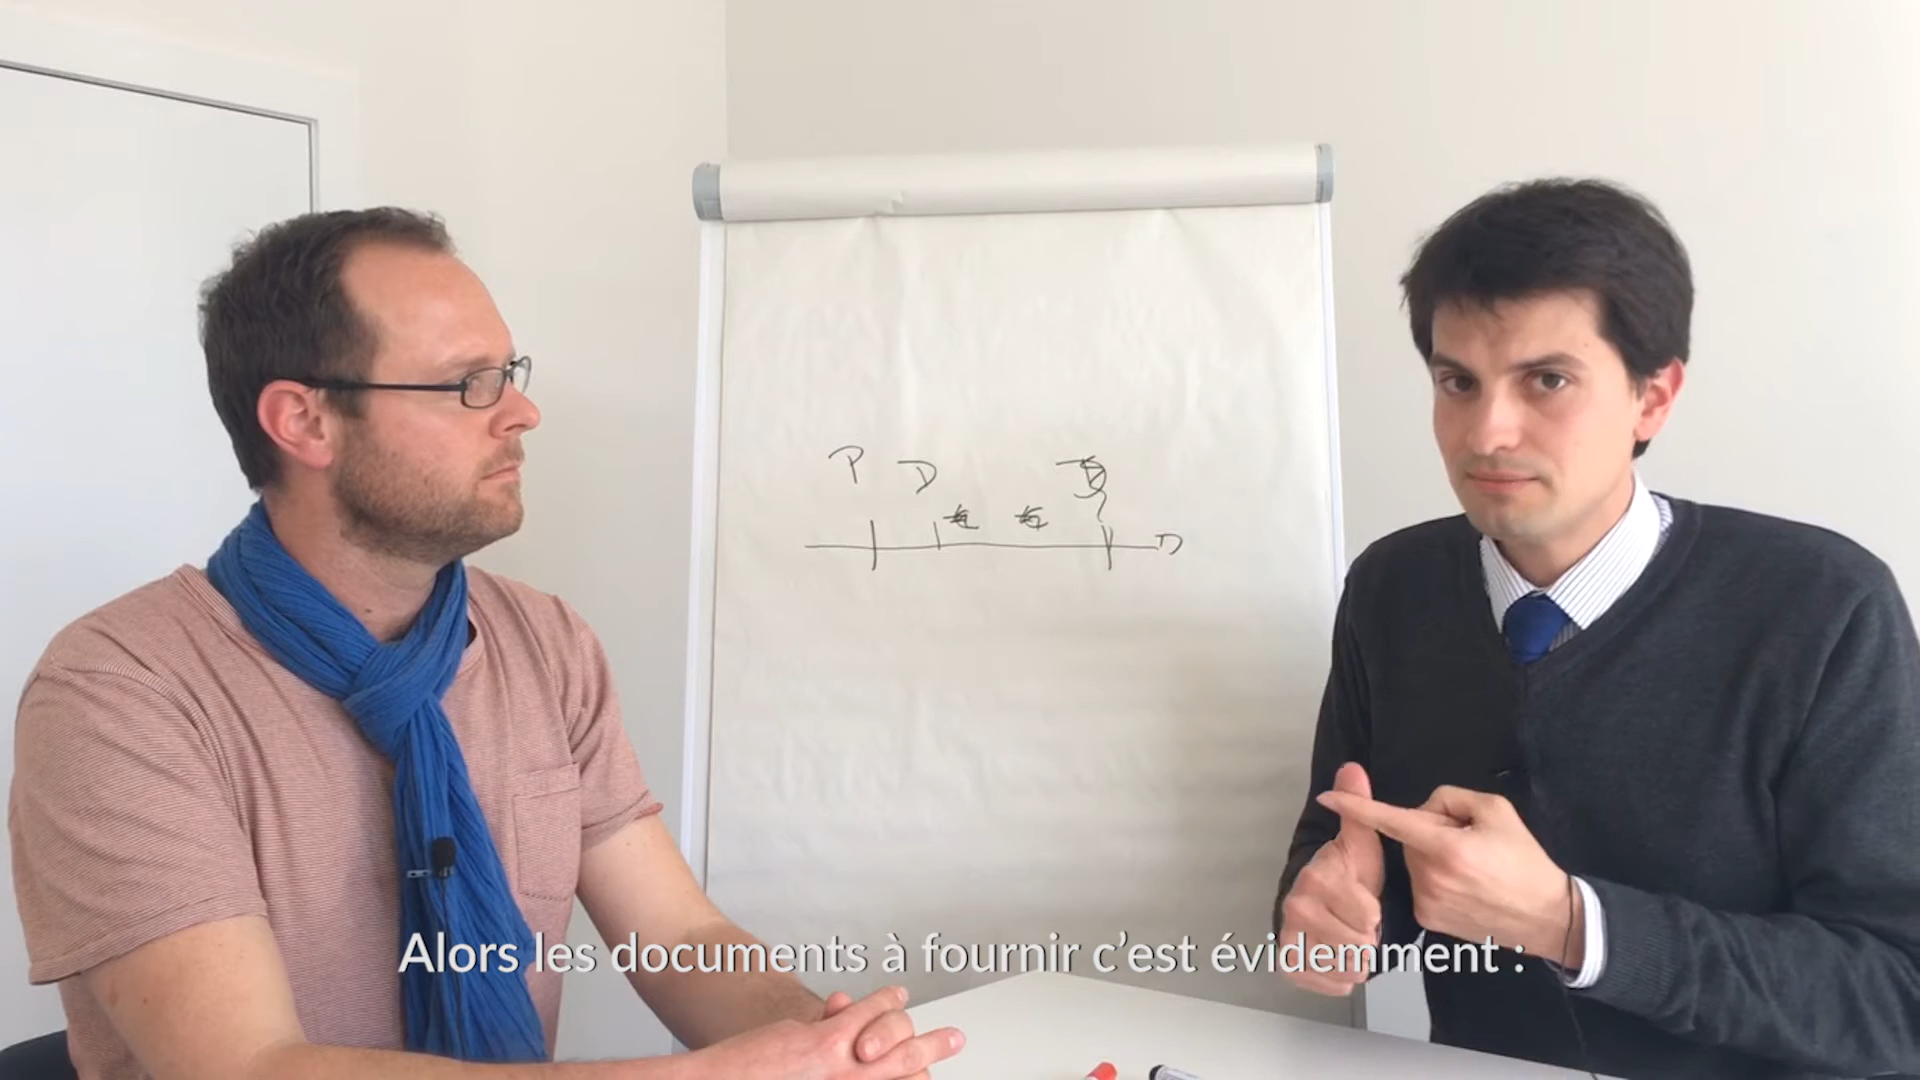 P D D
€ €
D
Alors les documents à fournir c’est évidemment :